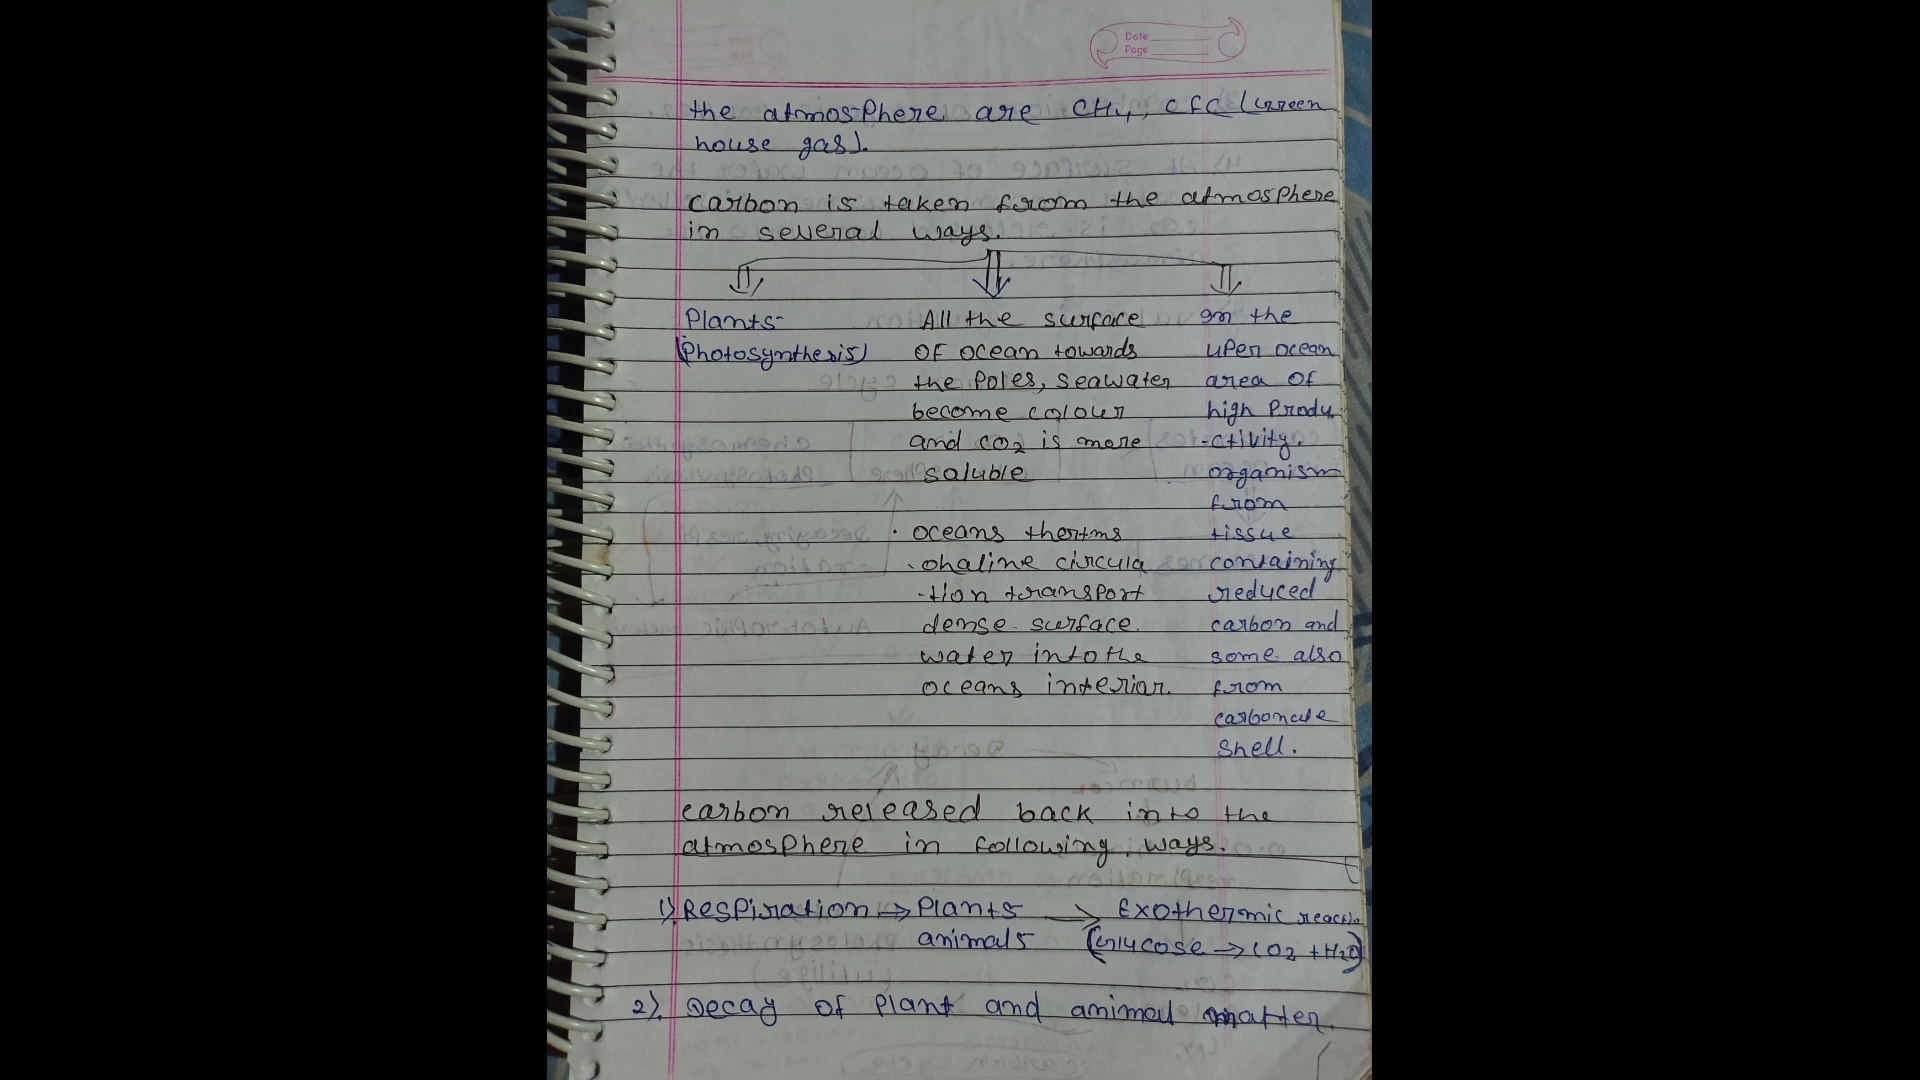 Date
Page
the atmosphere are CH4, CFC (Green
house gas).
carbon is taken from the atmosphere
in several ways.
Plants-
(Photosynthesis)
All the surface
of ocean towards
the Poles, seawater
become colour
and CO2 is more
saluble
. oceans therms
.ohaline circula
-tion transport
dense surface
water into the
oceans interiar.
In the
uper ocean
area of
high Produ
-ctivity.
organism
from
tissue
containing
reduced
carbon and
some also
from
carbonate
shell.
carbon released back into the
atmosphere in following ways.
1) Respiration → Plants → Exothermic reaction
animals (Glucose → CO2 + H2O)
2). Decay of Plant and animal matter.